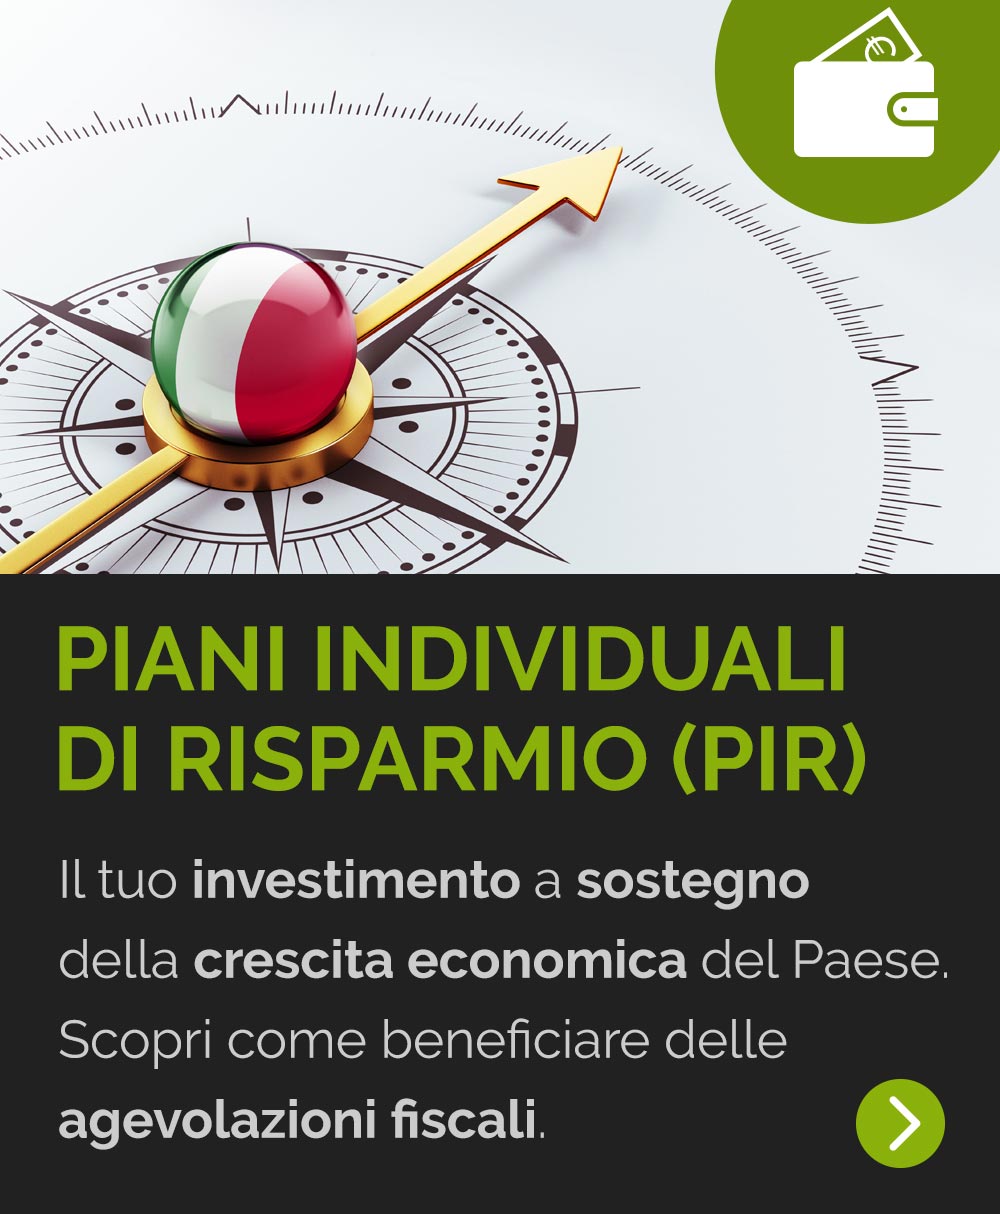 PIANI INDIVIDUALI
DI RISPARMIO (PIR)
Il tuo investimento a sostegno
della crescita economica del Paese.
Scopri come beneficiare delle
agevolazioni fiscali.